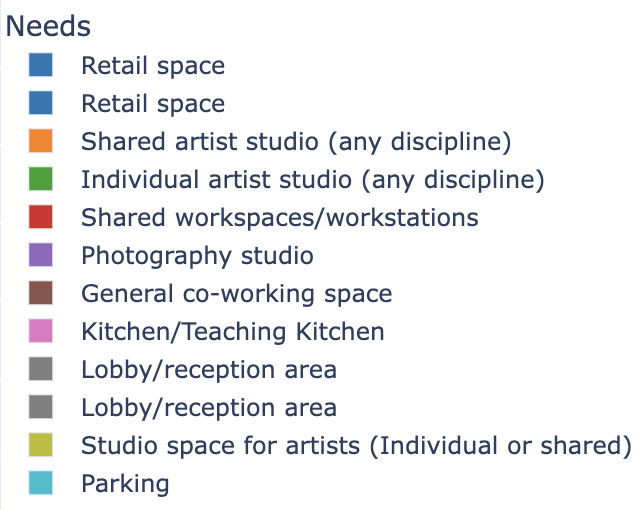 Needs
Retail space
Retail space
Shared artist studio (any discipline)
Individual artist studio (any discipline)
Shared workspaces/workstations
Photography studio
General co-working space
Kitchen/Teaching Kitchen
Lobby/reception area
Lobby/reception area
Studio space for artists (Individual or shared)
Parking